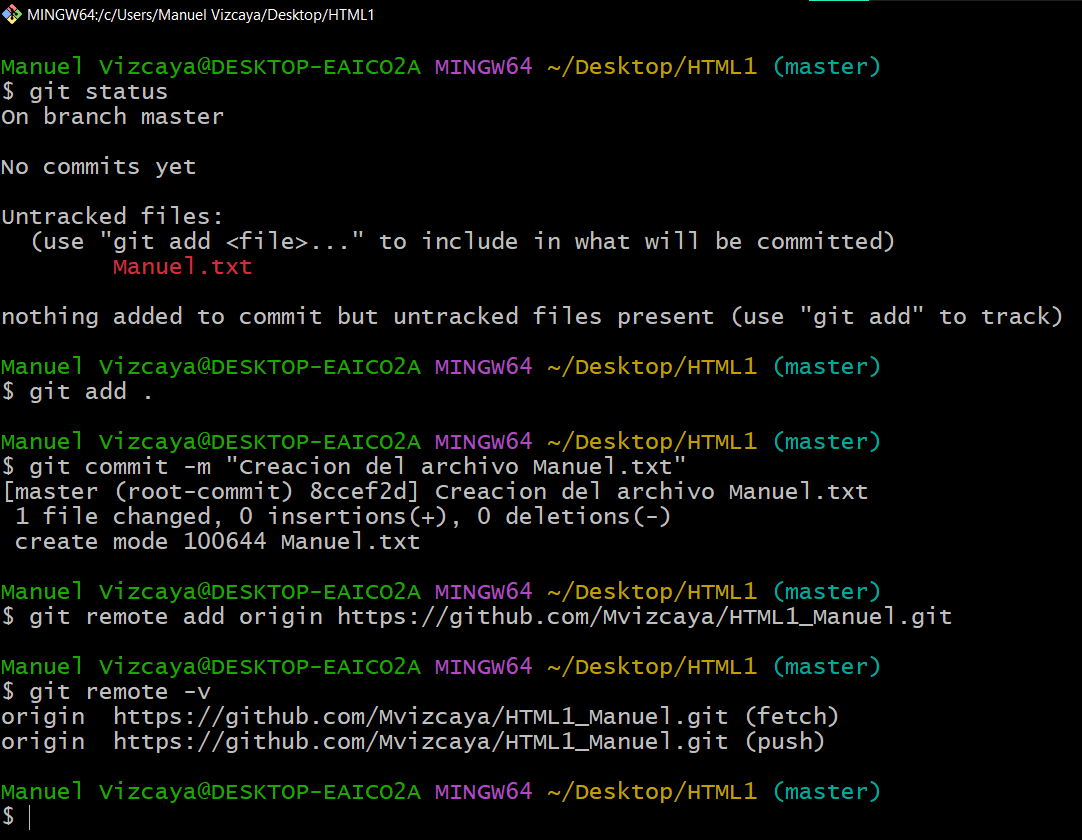 MINGW64:/c/Users/Manuel Vizcaya/Desktop/HTML1
Manuel Vizcaya@DESKTOP-EAICO2A MINGW64 ~/Desktop/HTML1 (master)
$ git status
On branch master
No commits yet
Untracked files:
  (use "git add <file>..." to include in what will be committed)
        Manuel.txt
nothing added to commit but untracked files present (use "git add" to track)
Manuel Vizcaya@DESKTOP-EAICO2A MINGW64 ~/Desktop/HTML1 (master)
$ git add .
Manuel Vizcaya@DESKTOP-EAICO2A MINGW64 ~/Desktop/HTML1 (master)
$ git commit -m "Creacion del archivo Manuel.txt"
[master (root-commit) 8ccef2d] Creacion del archivo Manuel.txt
 1 file changed, 0 insertions(+), 0 deletions(-)
 create mode 100644 Manuel.txt
Manuel Vizcaya@DESKTOP-EAICO2A MINGW64 ~/Desktop/HTML1 (master)
$ git remote add origin https://github.com/Mvizcaya/HTML1_Manuel.git
Manuel Vizcaya@DESKTOP-EAICO2A MINGW64 ~/Desktop/HTML1 (master)
$ git remote -v
origin  https://github.com/Mvizcaya/HTML1_Manuel.git (fetch)
origin  https://github.com/Mvizcaya/HTML1_Manuel.git (push)
Manuel Vizcaya@DESKTOP-EAICO2A MINGW64 ~/Desktop/HTML1 (master)
$